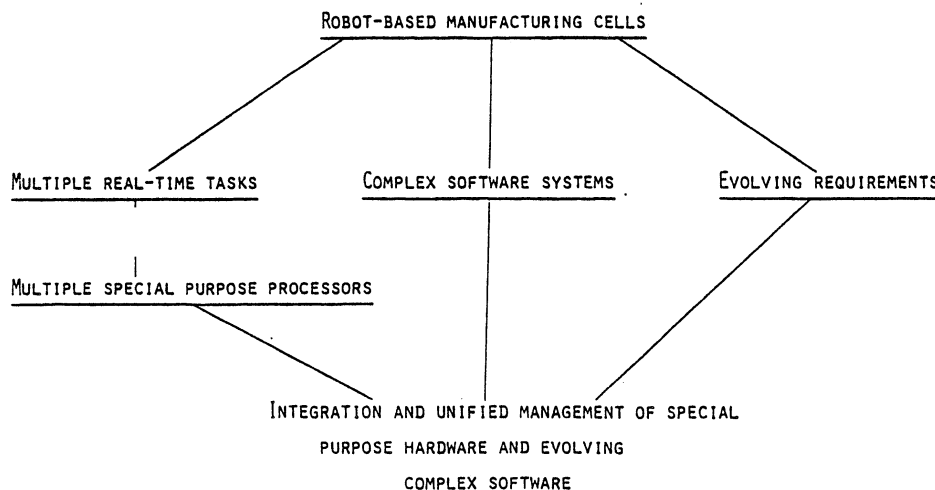 ROBOT-BASED MANUFACTURING CELLS
MULTIPLE REAL-TIME TASKS
COMPLEX SOFTWARE SYSTEMS
EVOLVING REQUIREMENTS
MULTIPLE SPECIAL PURPOSE PROCESSORS
INTEGRATION AND UNIFIED MANAGEMENT OF SPECIAL
PURPOSE HARDWARE AND EVOLVING
COMPLEX SOFTWARE